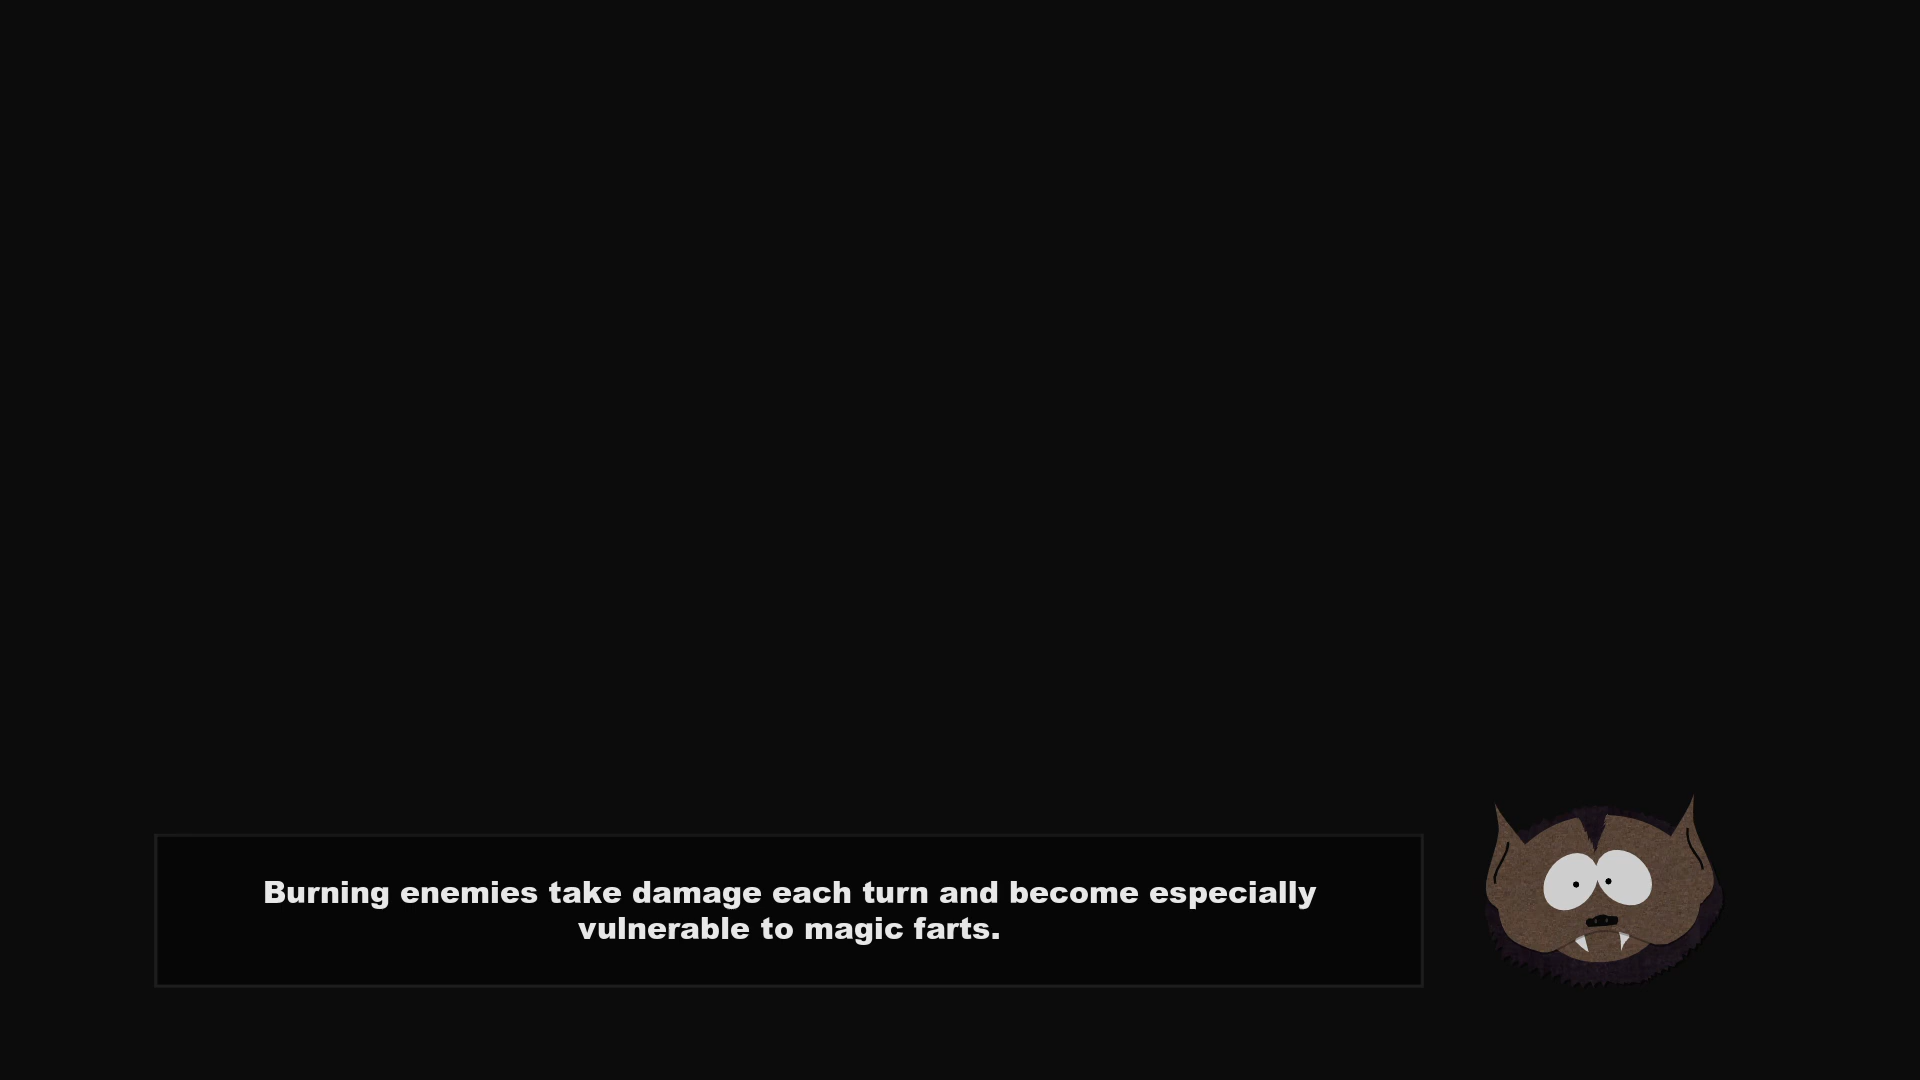 Burning enemies take damage each turn and become especially
vulnerable to magic farts.